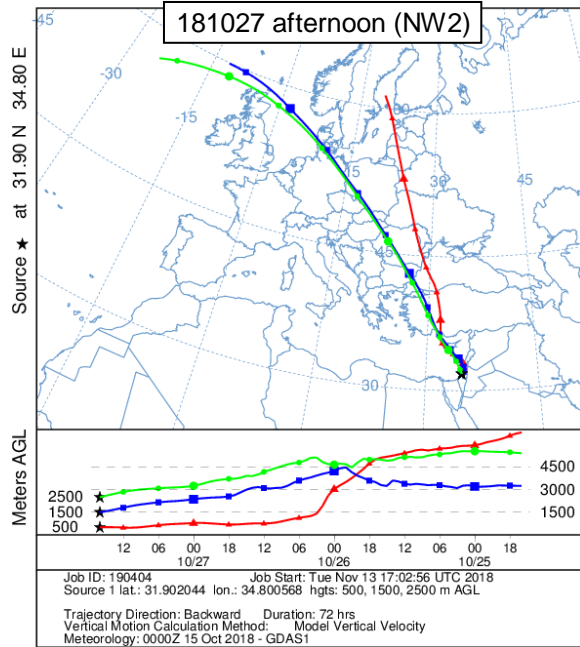 181027 afternoon (NW2)
Source ★ at 31.90 N 34.80 E
-30
-15
45
60
15
30
45
45
30
Meters AGL
2500
1500
500
4500
3000
1500
12 06 00 18 12 06 00 18 12 06 00 18
10/27 10/26 10/25
Job ID: 190404 Job Start: Tue Nov 13 17:02:56 UTC 2018
Source 1 lat.: 31.902044 lon.: 34.800568 hgts: 500, 1500, 2500 m AGL
Trajectory Direction: Backward Duration: 72 hrs
Vertical Motion Calculation Method: Model Vertical Velocity
Meteorology: 0000Z 15 Oct 2018 - GDAS1